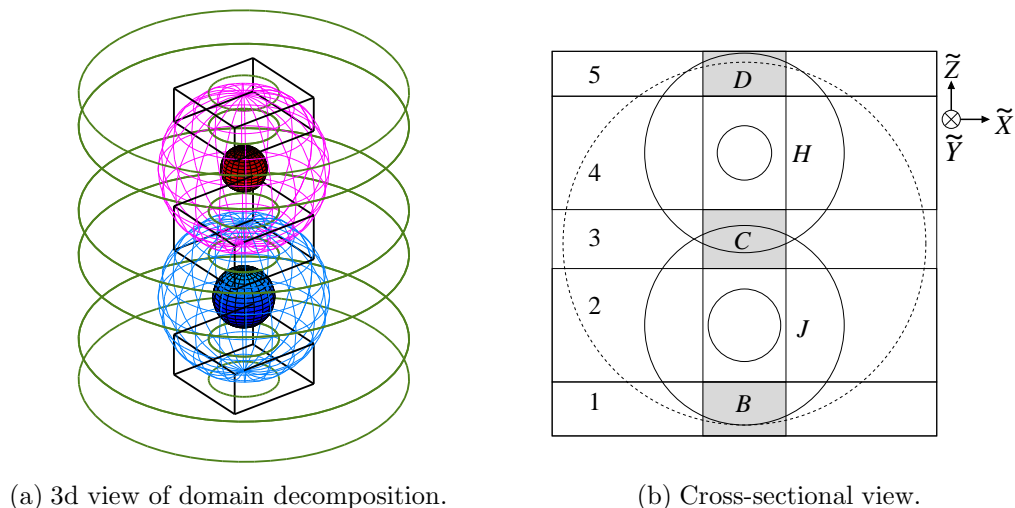 5
D
Z̃
X̃
Ỹ
H
4
3
C
2
J
1
B
(a) 3d view of domain decomposition.
(b) Cross-sectional view.